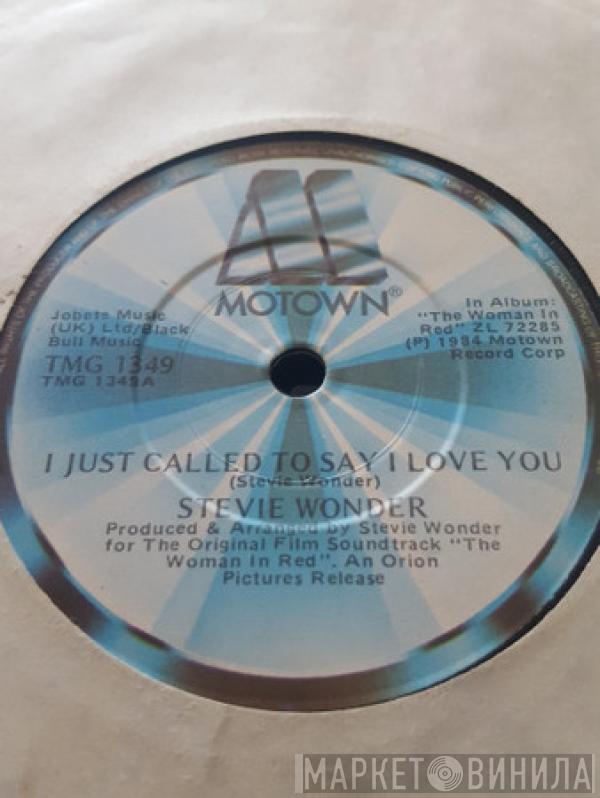 MOTOWN®
Jobete Music
(UK) Ltd/Black
Bull Music
TMG 1349
TMG 1349A
In Album:
"The Woman In
Red" ZL 72285
(P) 1984 Motown
Record Corp
I JUST CALLED TO SAY I LOVE YOU
(Stevie Wonder)
STEVIE WONDER
Produced & Arranged by Stevie Wonder
for The Original Film Soundtrack "The
Woman In Red". An Orion
Pictures Release
МАРКЕТ ВИНИЛА